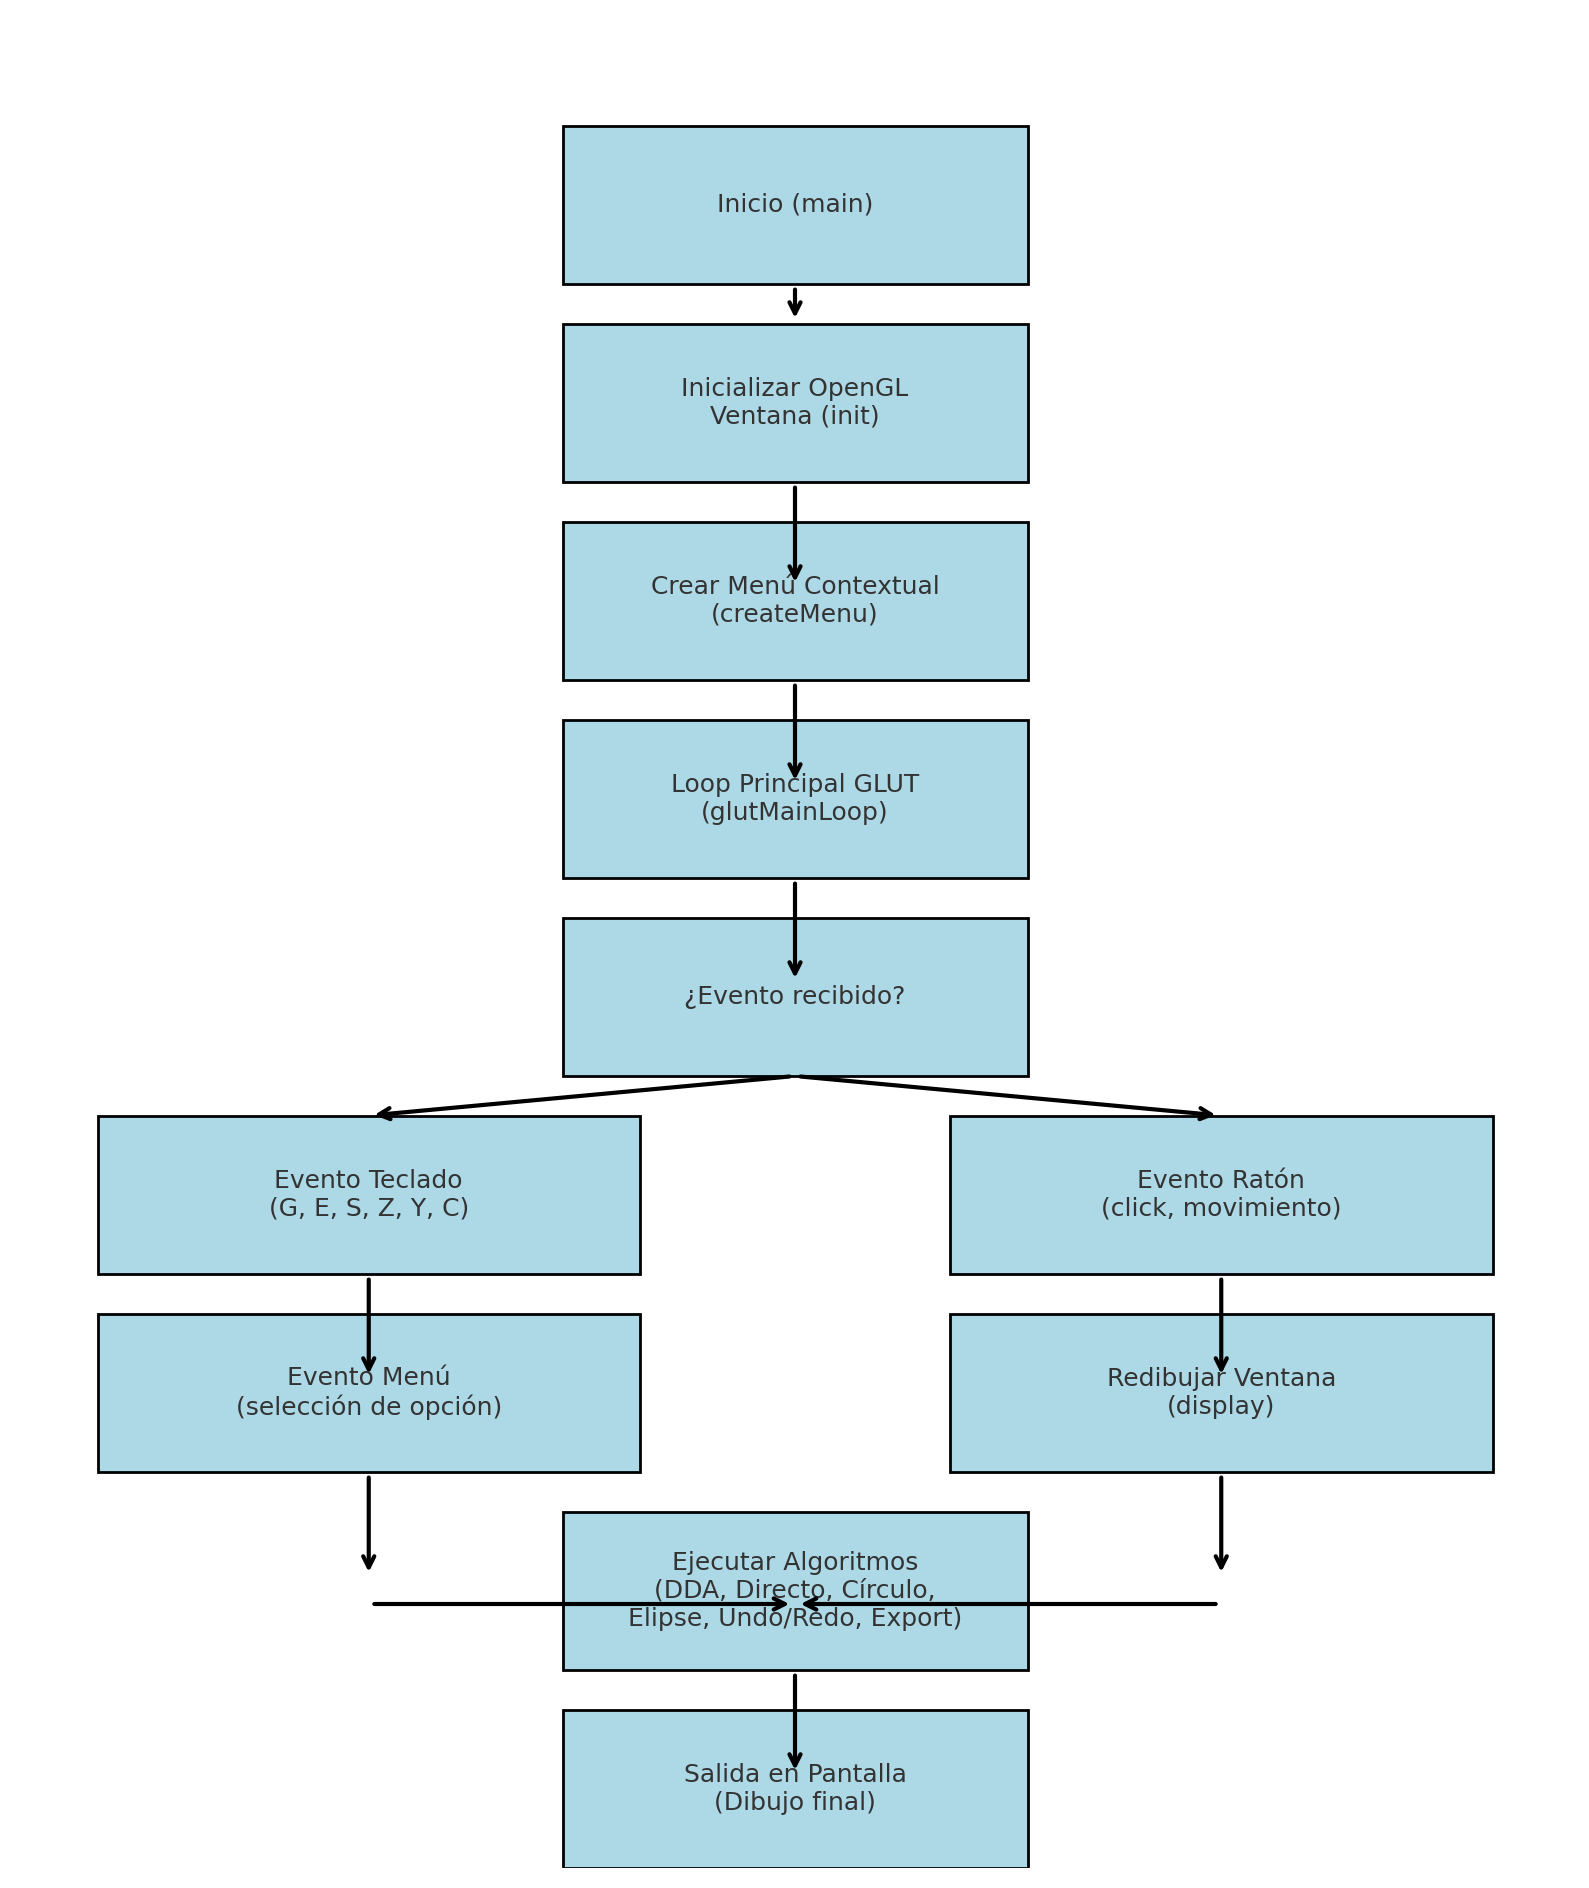 Inicio (main)
Inicializar OpenGL
Ventana (init)
Crear Menú Contextual
(createMenu)
Loop Principal GLUT
(glutMainLoop)
¿Evento recibido?
Evento Teclado
(G, E, S, Z, Y, C)
Evento Ratón
(click, movimiento)
Evento Menú
(selección de opción)
Redibujar Ventana
(display)
Ejecutar Algoritmos
(DDA, Directo, Círculo,
Elipse, Undo/Redo, Export)
Salida en Pantalla
(Dibujo final)